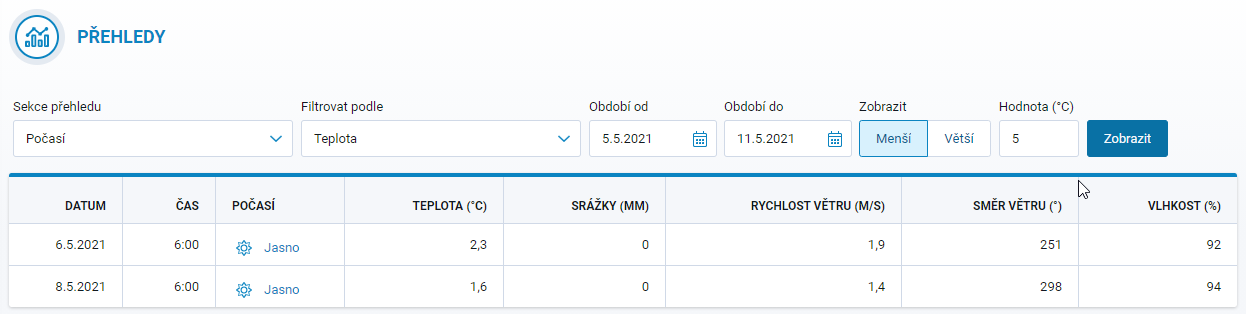 PŘEHLEDY
Sekce přehledu Filtrovat podle Období od Období do Zobrazit Hodnota (°C)
Počasí Teplota 5.5.2021 11.5.2021 Menší Větší 5 Zobrazit
DATUM ČAS POČASÍ TEPLOTA (°C) SRÁŽKY (MM) RYCHLOST VĚTRU (M/S) SMĚR VĚTRU (°) VLHKOST (%)
6.5.2021 6:00 Jasno 2,3 0 1,9 251 92
8.5.2021 6:00 Jasno 1,6 0 1,4 298 94